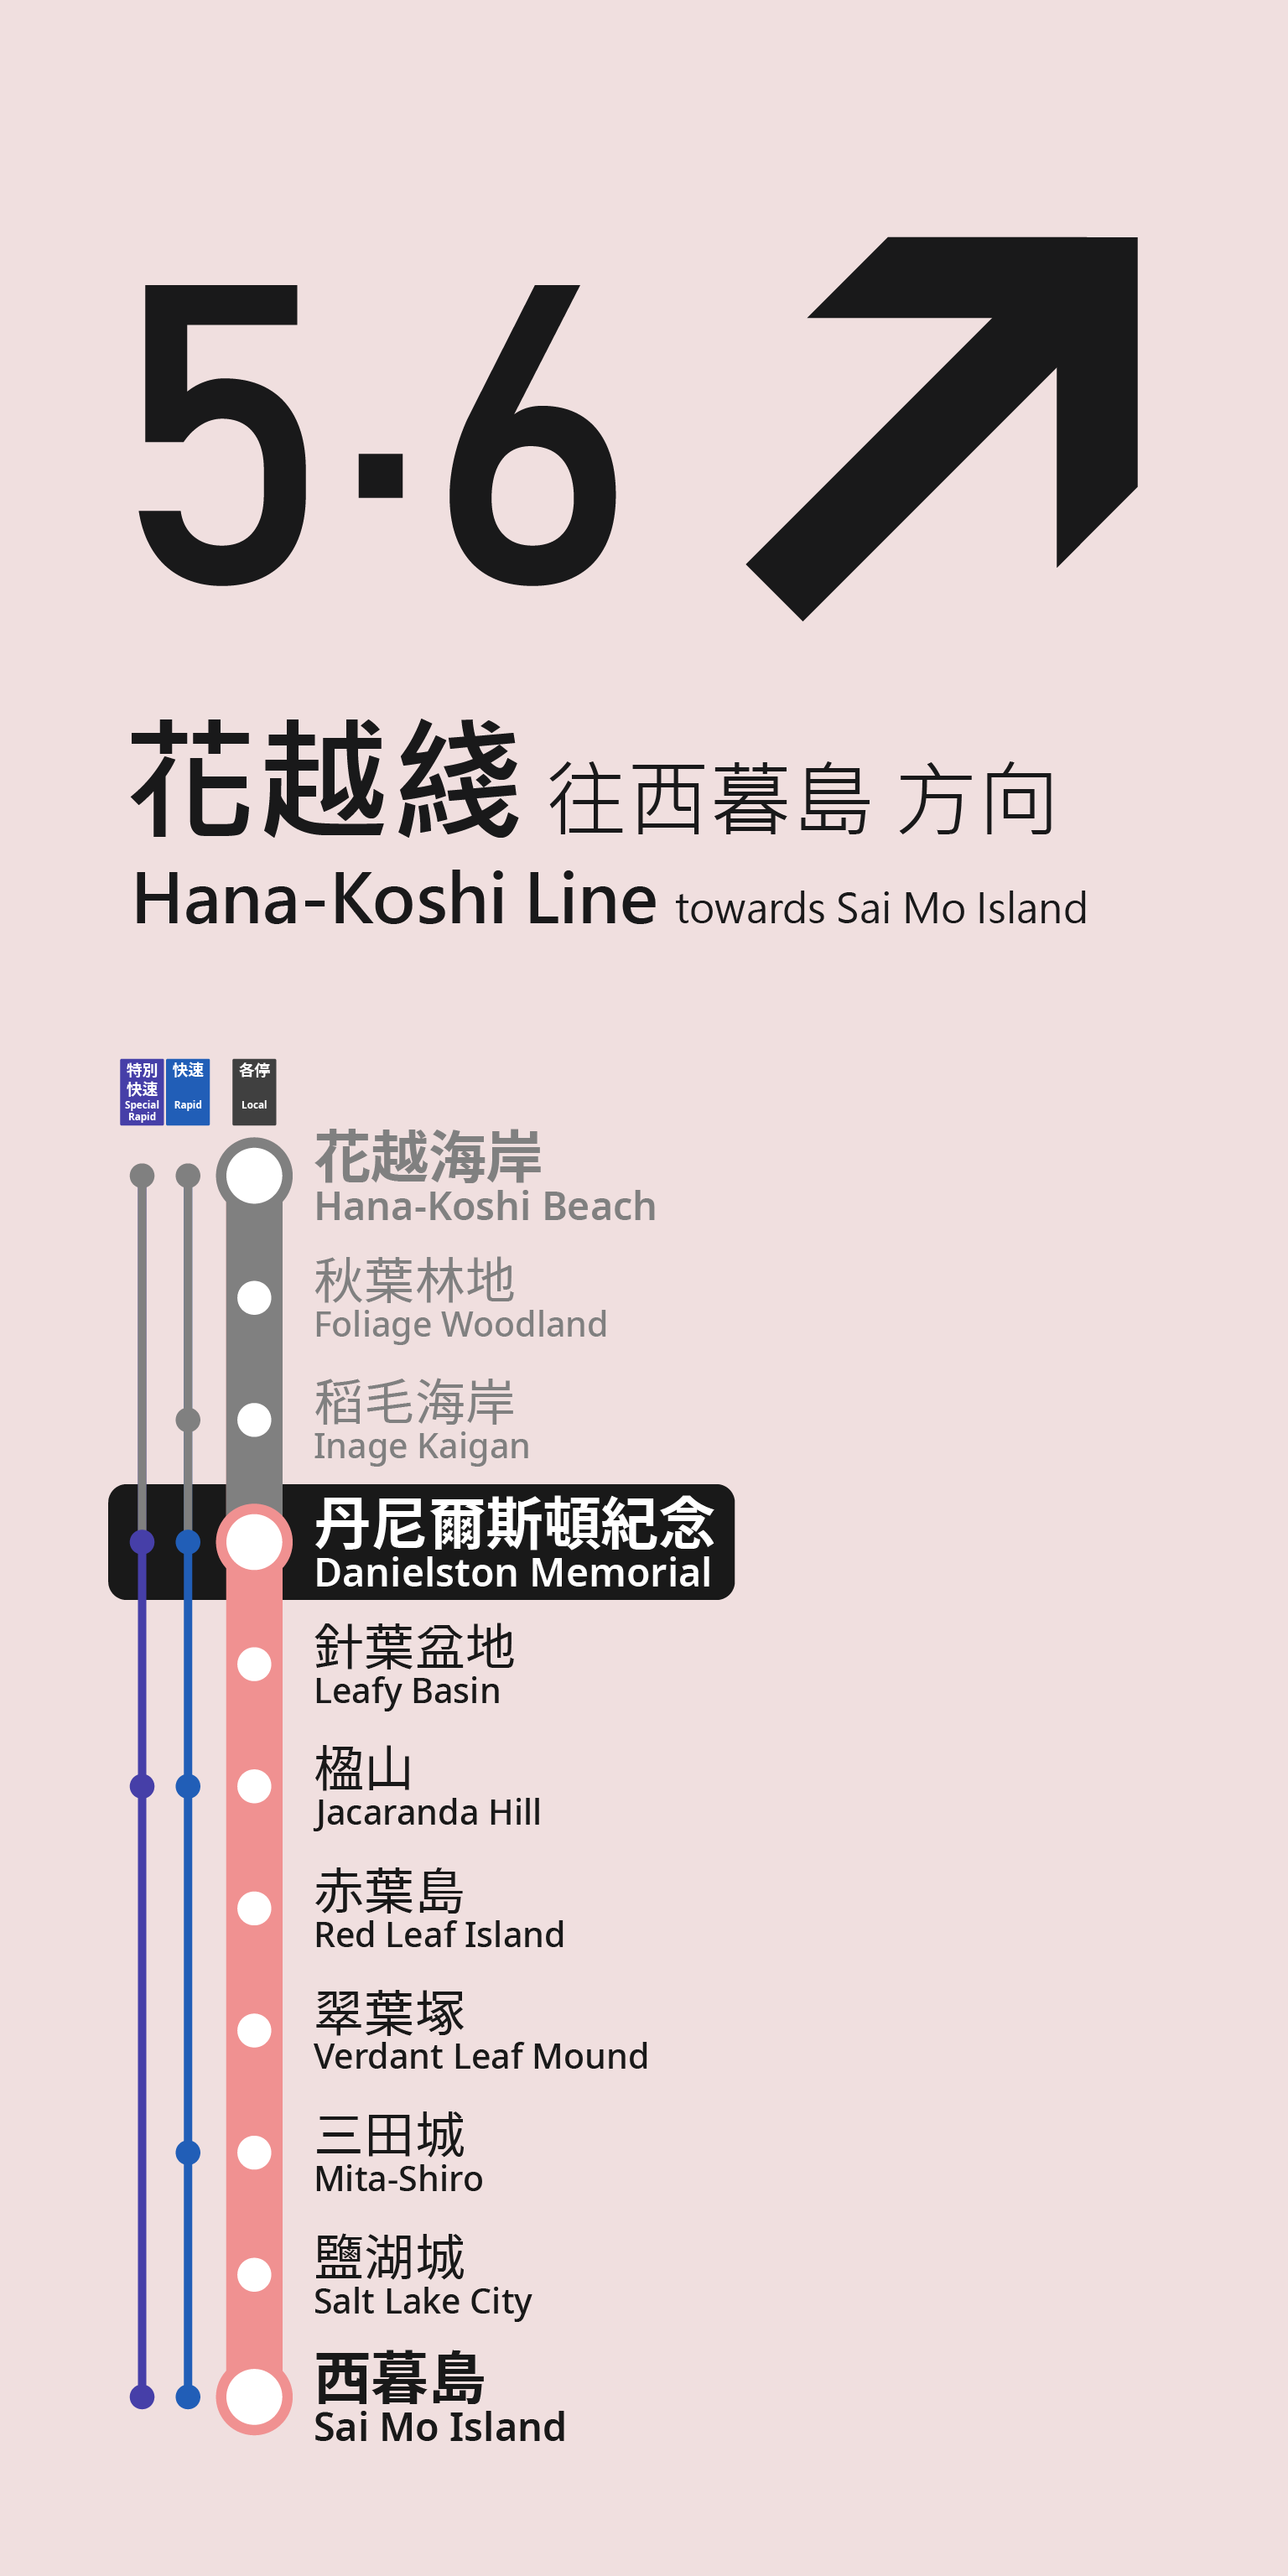 5·6
花越綫 往西暮島 方向
Hana-Koshi Line towards Sai Mo Island
特別
快速
Special
Rapid
快速
Rapid
各停
Local
花越海岸
Hana-Koshi Beach
秋葉林地
Foliage Woodland
稻毛海岸
Inage Kaigan
丹尼爾斯頓紀念
Danielston Memorial
針葉盆地
Leafy Basin
楹山
Jacaranda Hill
赤葉島
Red Leaf Island
翠葉塚
Verdant Leaf Mound
三田城
Mita-Shiro
鹽湖城
Salt Lake City
西暮島
Sai Mo Island